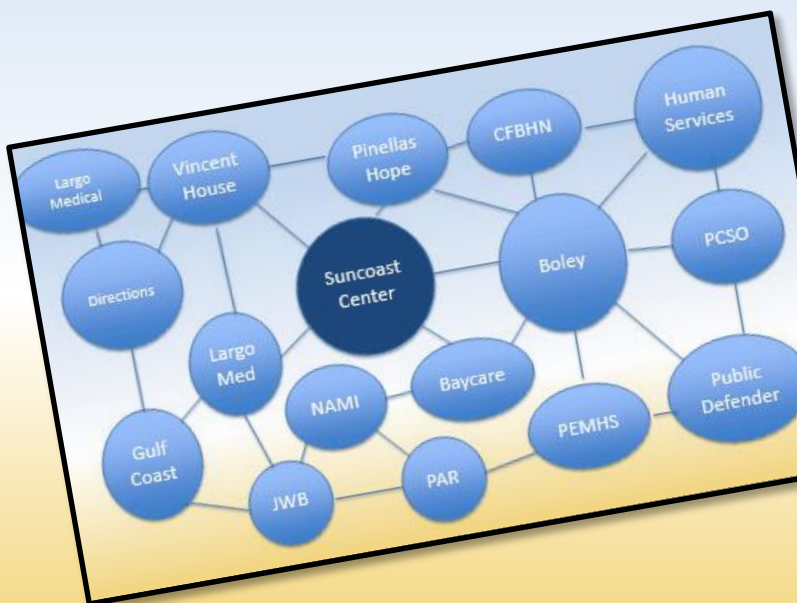 Largo
Medical
Vincent
House
Pinellas
Hope
CFBHN
Human
Services
Directions
Suncoast
Center
Boley
PCSO
Largo
Med
NAMI
Baycare
Public
Defender
Gulf
Coast
JWB
PAR
PEMHS